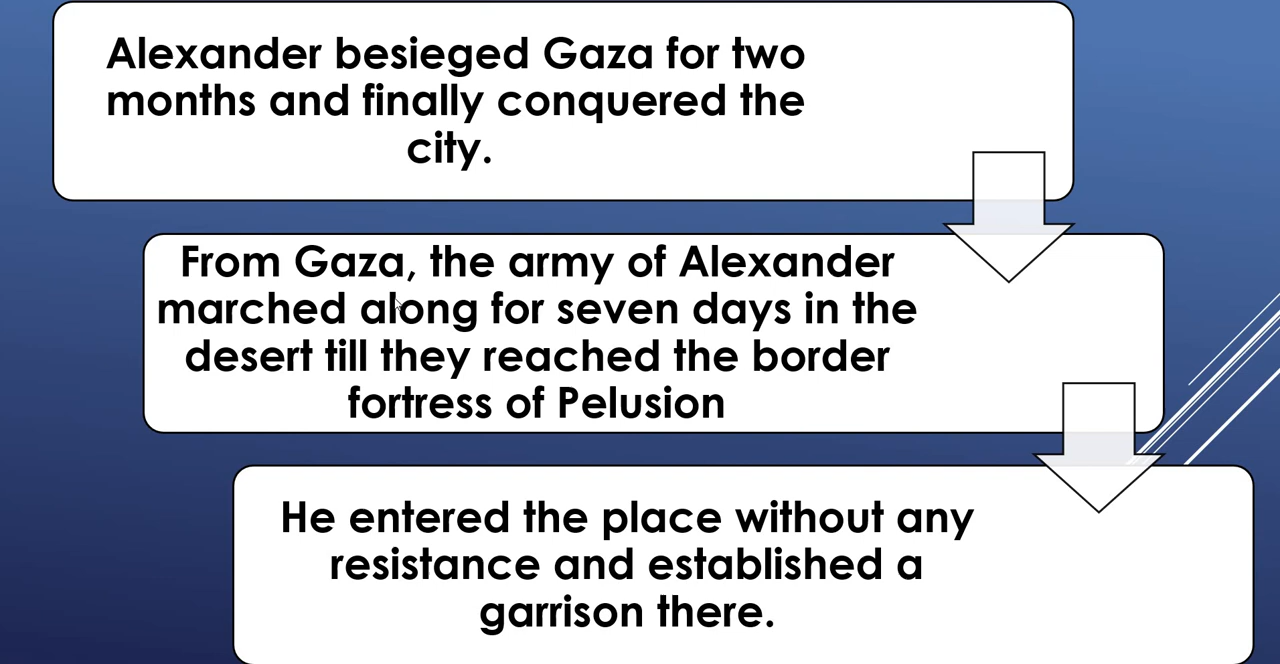 Alexander besieged Gaza for two
months and finally conquered the
city.
From Gaza, the army of Alexander
marched along for seven days in the
desert till they reached the border
fortress of Pelusion
He entered the place without any
resistance and established a
garrison there.